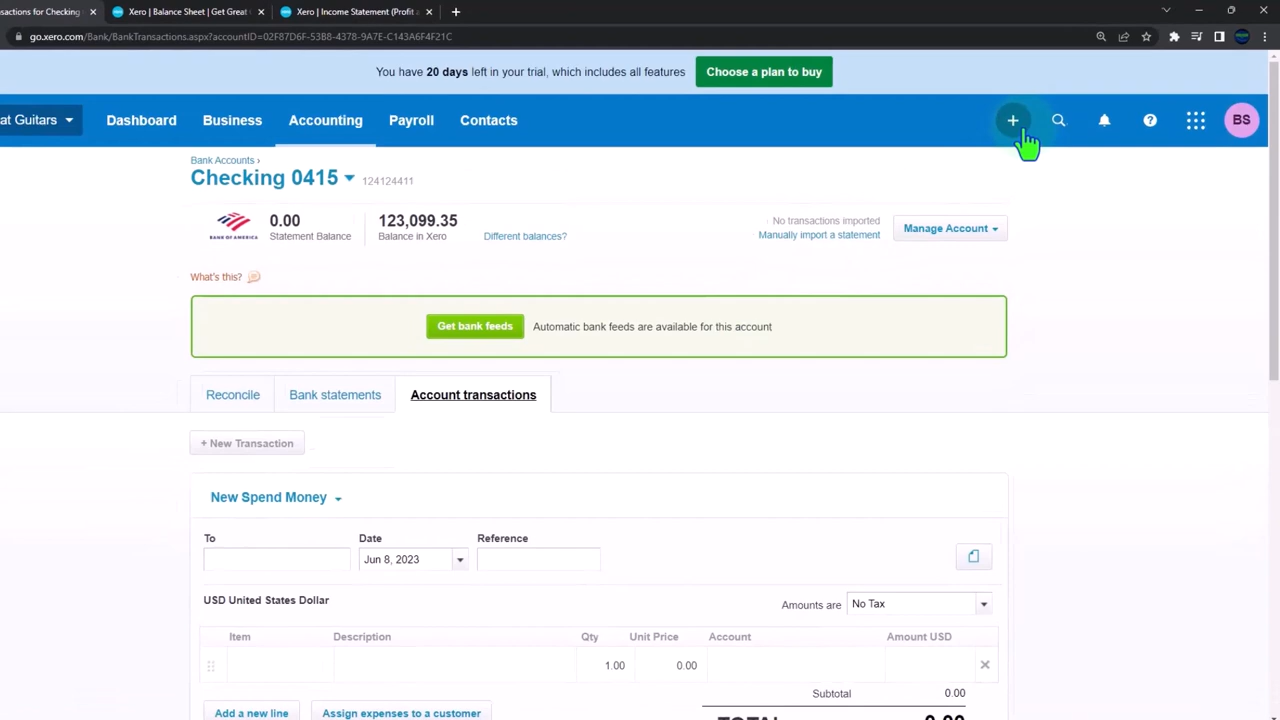 nsactions for Checking
Xero | Balance Sheet | Get Great
Xero | Income Statement (Profit a
go.xero.com/Bank/BankTransactions.aspx?accountID=02F87D6F-53B8-4378-9A7E-C143A6F4F21C
You have 20 days left in your trial, which includes all features
Choose a plan to buy
at Guitars
Dashboard
Business
Accounting
Payroll
Contacts
BS
Bank Accounts ›
Checking 0415
124124411
BANK OF AMERICA
0.00
Statement Balance
123,099.35
Balance in Xero
Different balances?
No transactions imported
Manually import a statement
Manage Account
What's this?
Get bank feeds
Automatic bank feeds are available for this account
Reconcile
Bank statements
Account transactions
+ New Transaction
New Spend Money
To
Date
Reference
Jun 8, 2023
USD United States Dollar
Amounts are
No Tax
Item
Description
Qty
Unit Price
Account
Amount USD
1.00
0.00
Subtotal
0.00
Add a new line
Assign expenses to a customer
TOTAL
0.00